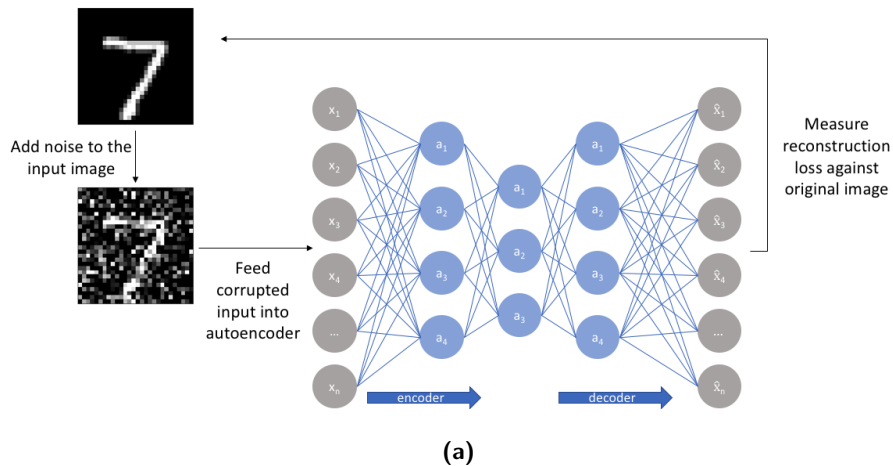 Add noise to the
input image
Feed
corrupted
input into
autoencoder
x₁
x₂
x₃
x₄
...
xₙ
a₁
a₂
a₃
a₄
a₁
a₂
a₃
a₁
a₂
a₃
a₄
x̂₁
x̂₂
x̂₃
x̂₄
...
x̂ₙ
encoder
decoder
Measure
reconstruction
loss against
original image
(a)